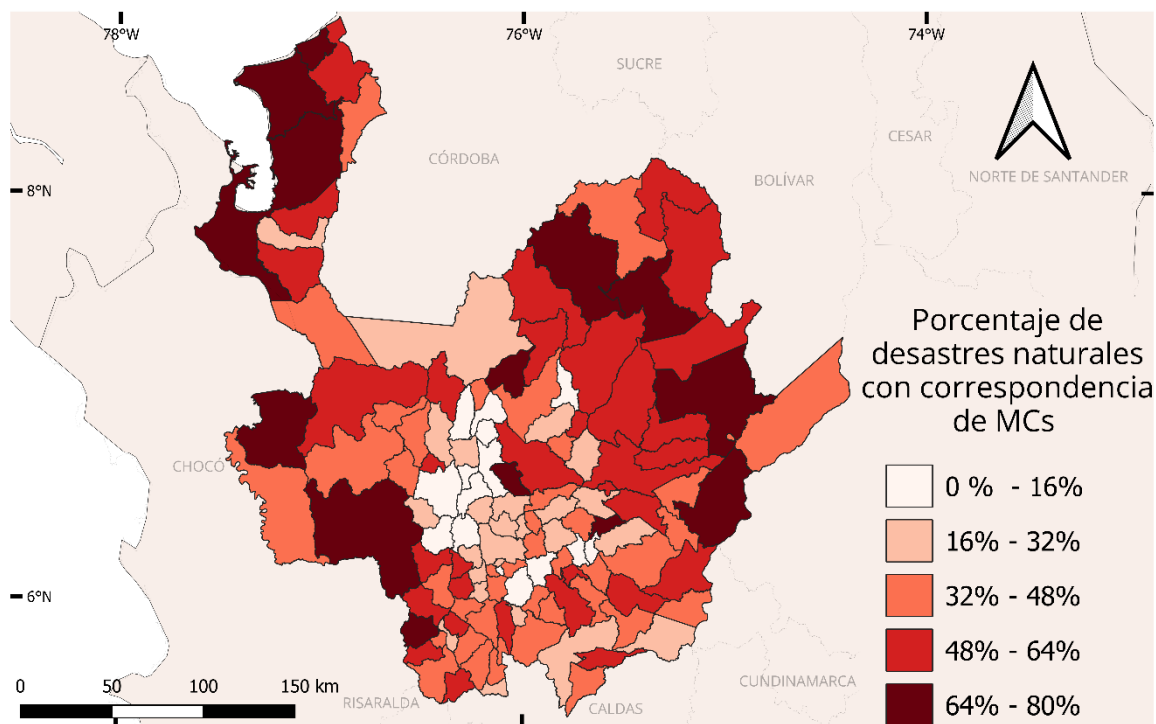 78°W
76°W
74°W
SUCRE
CESAR
CÓRDOBA
BOLÍVAR
NORTE DE SANTANDER
8°N
Porcentaje de
desastres naturales
con correspondencia
de MCs
CHOCÓ
0 % - 16%
16% - 32%
32% - 48%
6°N
48% - 64%
CUNDINAMARCA
0 50 100 150 km
RISARALDA
CALDAS
64% - 80%